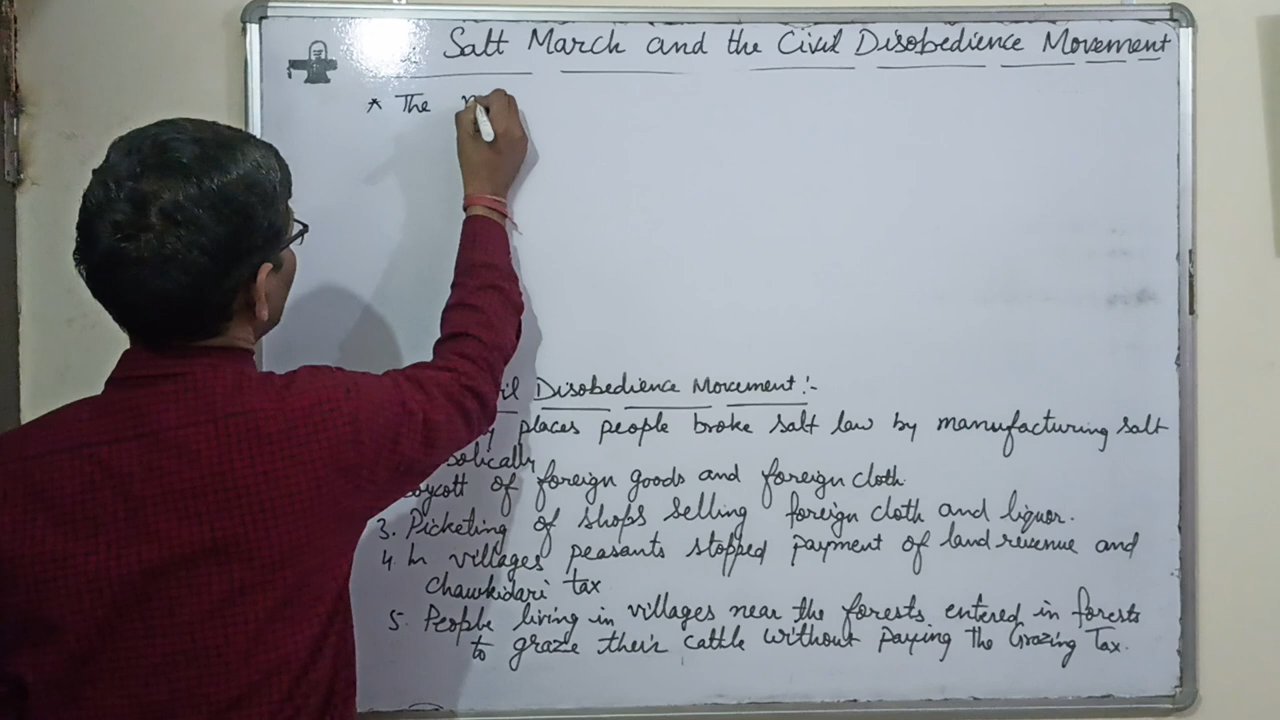 Salt March and the Civil Disobedience Movement
* The
Disobedience Movement :-
places people broke salt law by manufacturing salt
boycott of foreign goods and foreign cloth.
3. Picketing of shops selling foreign cloth and liquor.
4. In villages peasants stopped payment of land revenue and
Chawkidari tax
5. People living in villages near the forests entered in forests
to graze their cattle without paying the Grazing Tax.